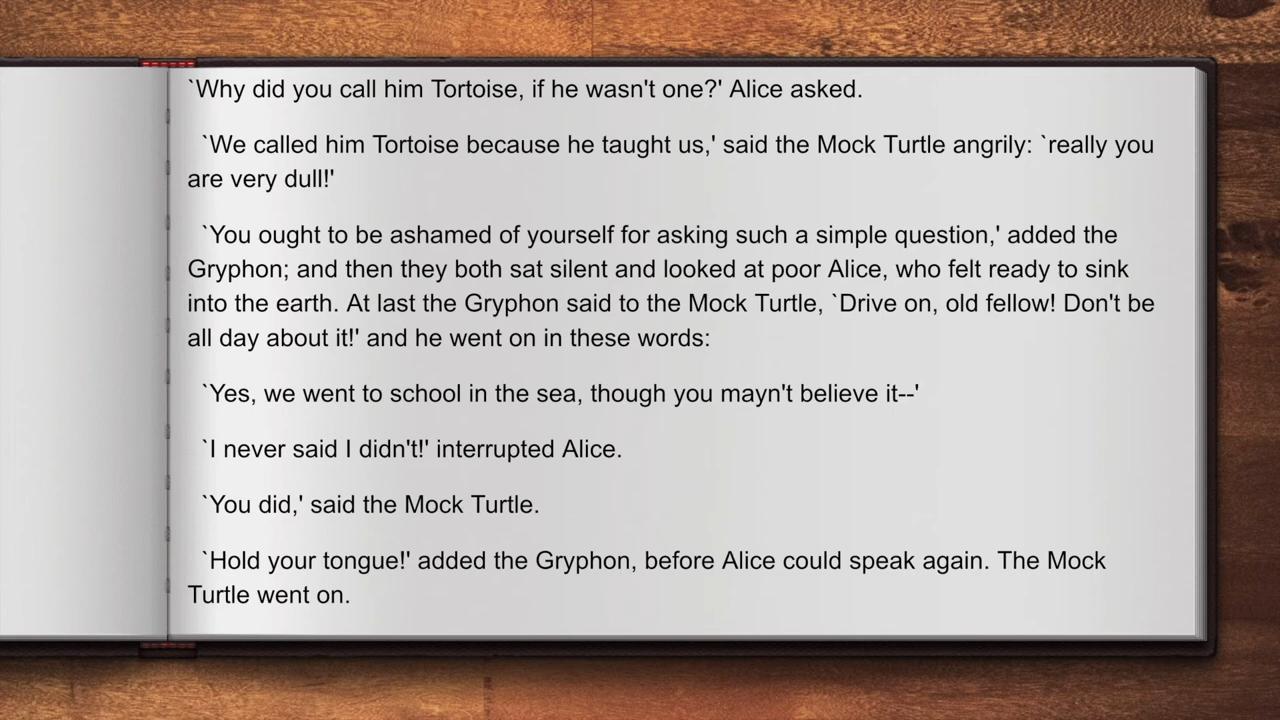 `Why did you call him Tortoise, if he wasn't one?' Alice asked.
`We called him Tortoise because he taught us,' said the Mock Turtle angrily: `really you
are very dull!'
`You ought to be ashamed of yourself for asking such a simple question,' added the
Gryphon; and then they both sat silent and looked at poor Alice, who felt ready to sink
into the earth. At last the Gryphon said to the Mock Turtle, `Drive on, old fellow! Don't be
all day about it!' and he went on in these words:
`Yes, we went to school in the sea, though you mayn't believe it--'
`I never said I didn't!' interrupted Alice.
`You did,' said the Mock Turtle.
`Hold your tongue!' added the Gryphon, before Alice could speak again. The Mock
Turtle went on.